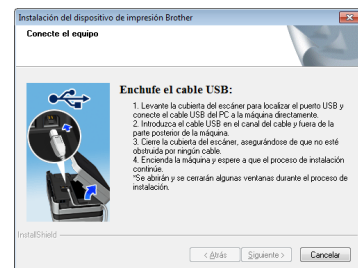 Instalación del dispositivo de impresión Brother
Conecte el equipo
Enchufe el cable USB:
1. Levante la cubierta del escáner para localizar el puerto USB y
conecte el cable USB del PC a la máquina directamente.
2. Introduzca el cable USB en el canal del cable y fuera de la
parte posterior de la máquina.
3. Cierre la cubierta del escáner, asegurándose de que no esté
obstruida por ningún cable.
4. Encienda la máquina y espere a que el proceso de instalación
continúe.
*Se abrirán y se cerrarán algunas ventanas durante el proceso de
instalación.
InstallShield
< Atrás Siguiente > Cancelar